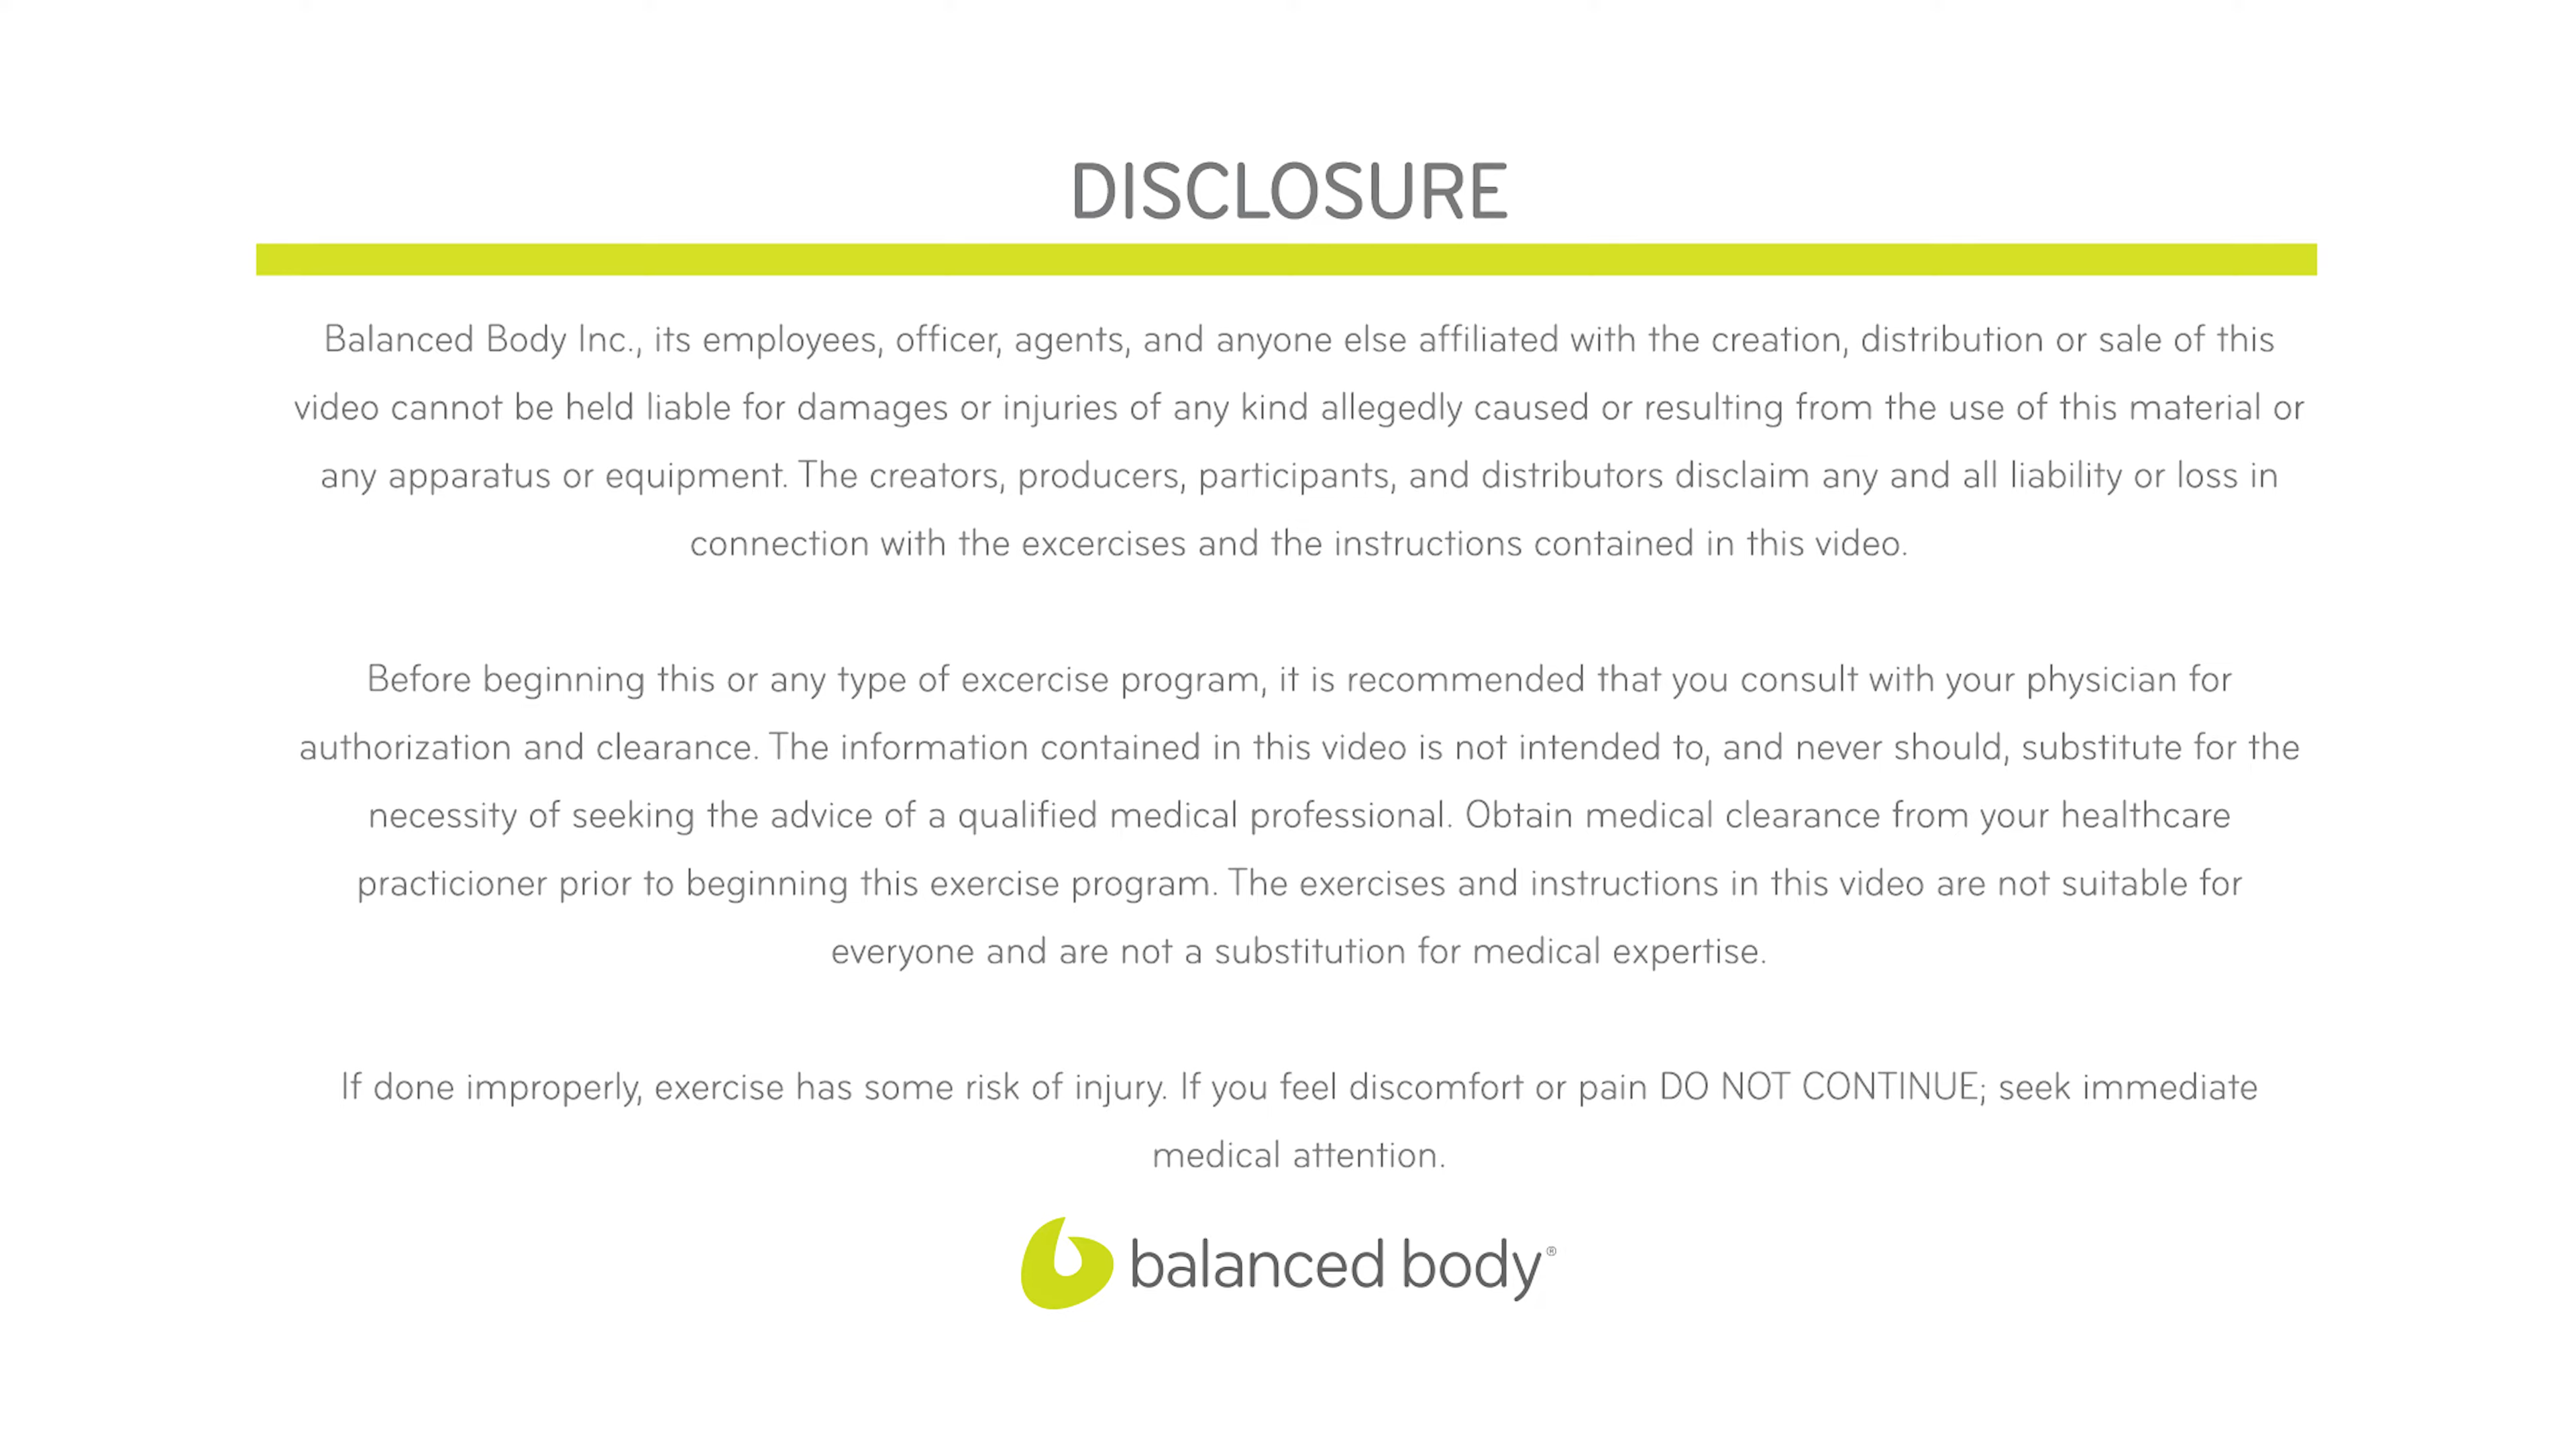 DISCLOSURE
Balanced Body Inc., its employees, officer, agents, and anyone else affiliated with the creation, distribution or sale of this
video cannot be held liable for damages or injuries of any kind allegedly caused or resulting from the use of this material or
any apparatus or equipment. The creators, producers, participants, and distributors disclaim any and all liability or loss in
connection with the excercises and the instructions contained in this video.
Before beginning this or any type of excercise program, it is recommended that you consult with your physician for
authorization and clearance. The information contained in this video is not intended to, and never should, substitute for the
necessity of seeking the advice of a qualified medical professional. Obtain medical clearance from your healthcare
practicioner prior to beginning this exercise program. The exercises and instructions in this video are not suitable for
everyone and are not a substitution for medical expertise.
If done improperly, exercise has some risk of injury. If you feel discomfort or pain DO NOT CONTINUE; seek immediate
medical attention.
balanced body®